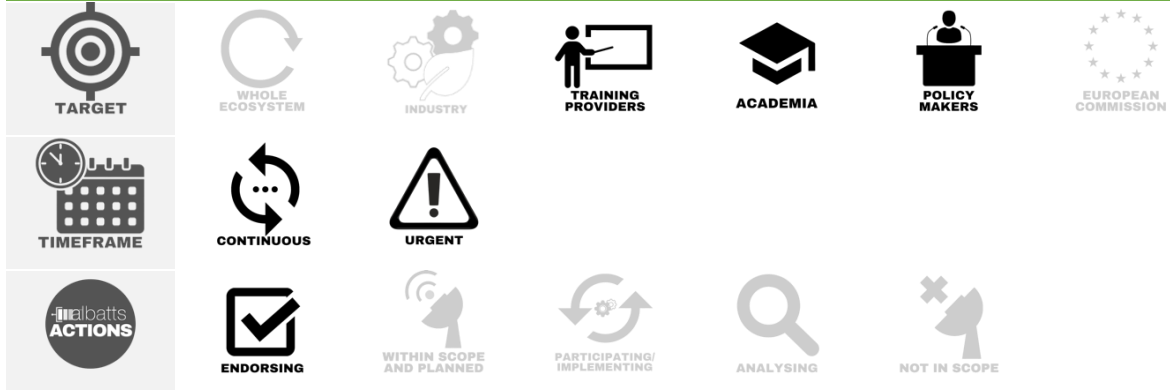 TARGET
WHOLE
ECOSYSTEM
INDUSTRY
TRAINING
PROVIDERS
ACADEMIA
POLICY
MAKERS
EUROPEAN
COMMISSION
TIMEFRAME
CONTINUOUS
URGENT
albatts
ACTIONS
ENDORSING
WITHIN SCOPE
AND PLANNED
PARTICIPATING/
IMPLEMENTING
ANALYSING
NOT IN SCOPE